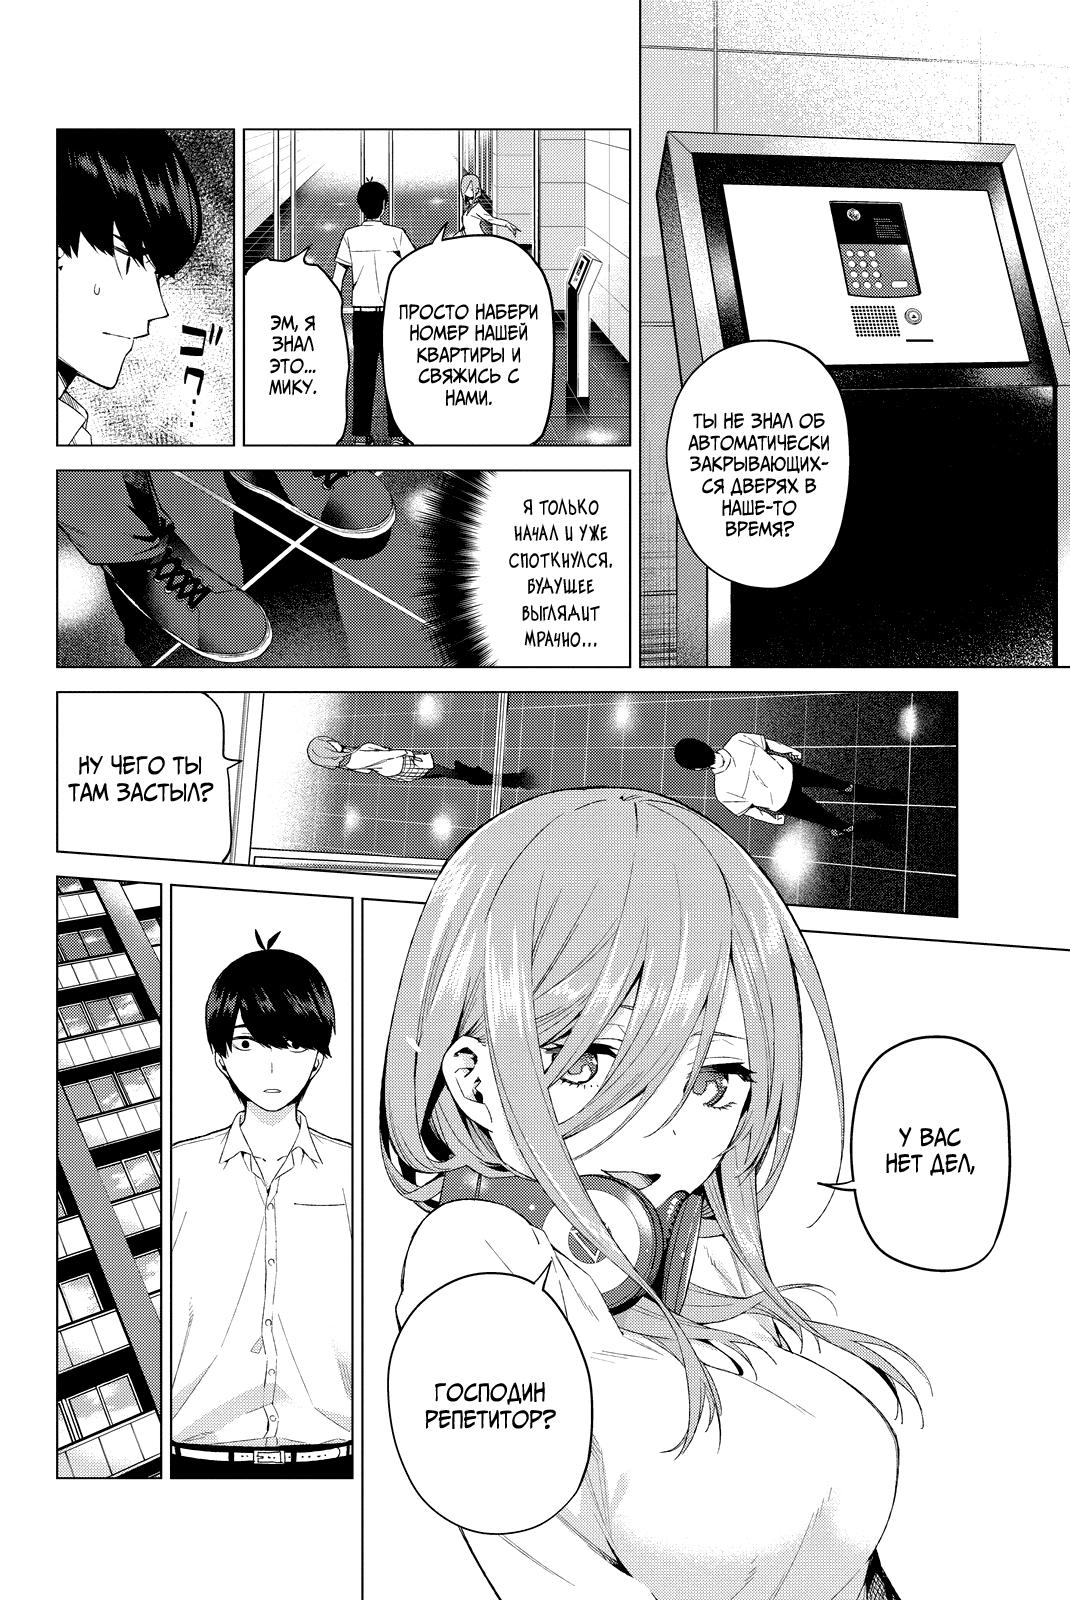 ТЫ НЕ ЗНАЛ ОБ
АВТОМАТИЧЕСКИ
ЗАКРЫВАЮЩИХ-
СЯ ДВЕРЯХ В
НАШЕ-ТО
ВРЕМЯ?
ПРОСТО НАБЕРИ
НОМЕР НАШЕЙ
КВАРТИРЫ И
СВЯЖИСЬ С
НАМИ.
ЭМ, Я
ЗНАЛ
ЭТО...
МИКУ.
ゴク…
Я ТОЛЬКО
НАЧАЛ И УЖЕ
СПОТКНУЛСЯ.
БУДУЩЕЕ
ВЫГЛЯДИТ
МРАЧНО...
НУ ЧЕГО ТЫ
ТАМ ЗАСТЫЛ?
У ВАС
НЕТ ДЕЛ,
ГОСПОДИН
РЕПЕТИТОР?